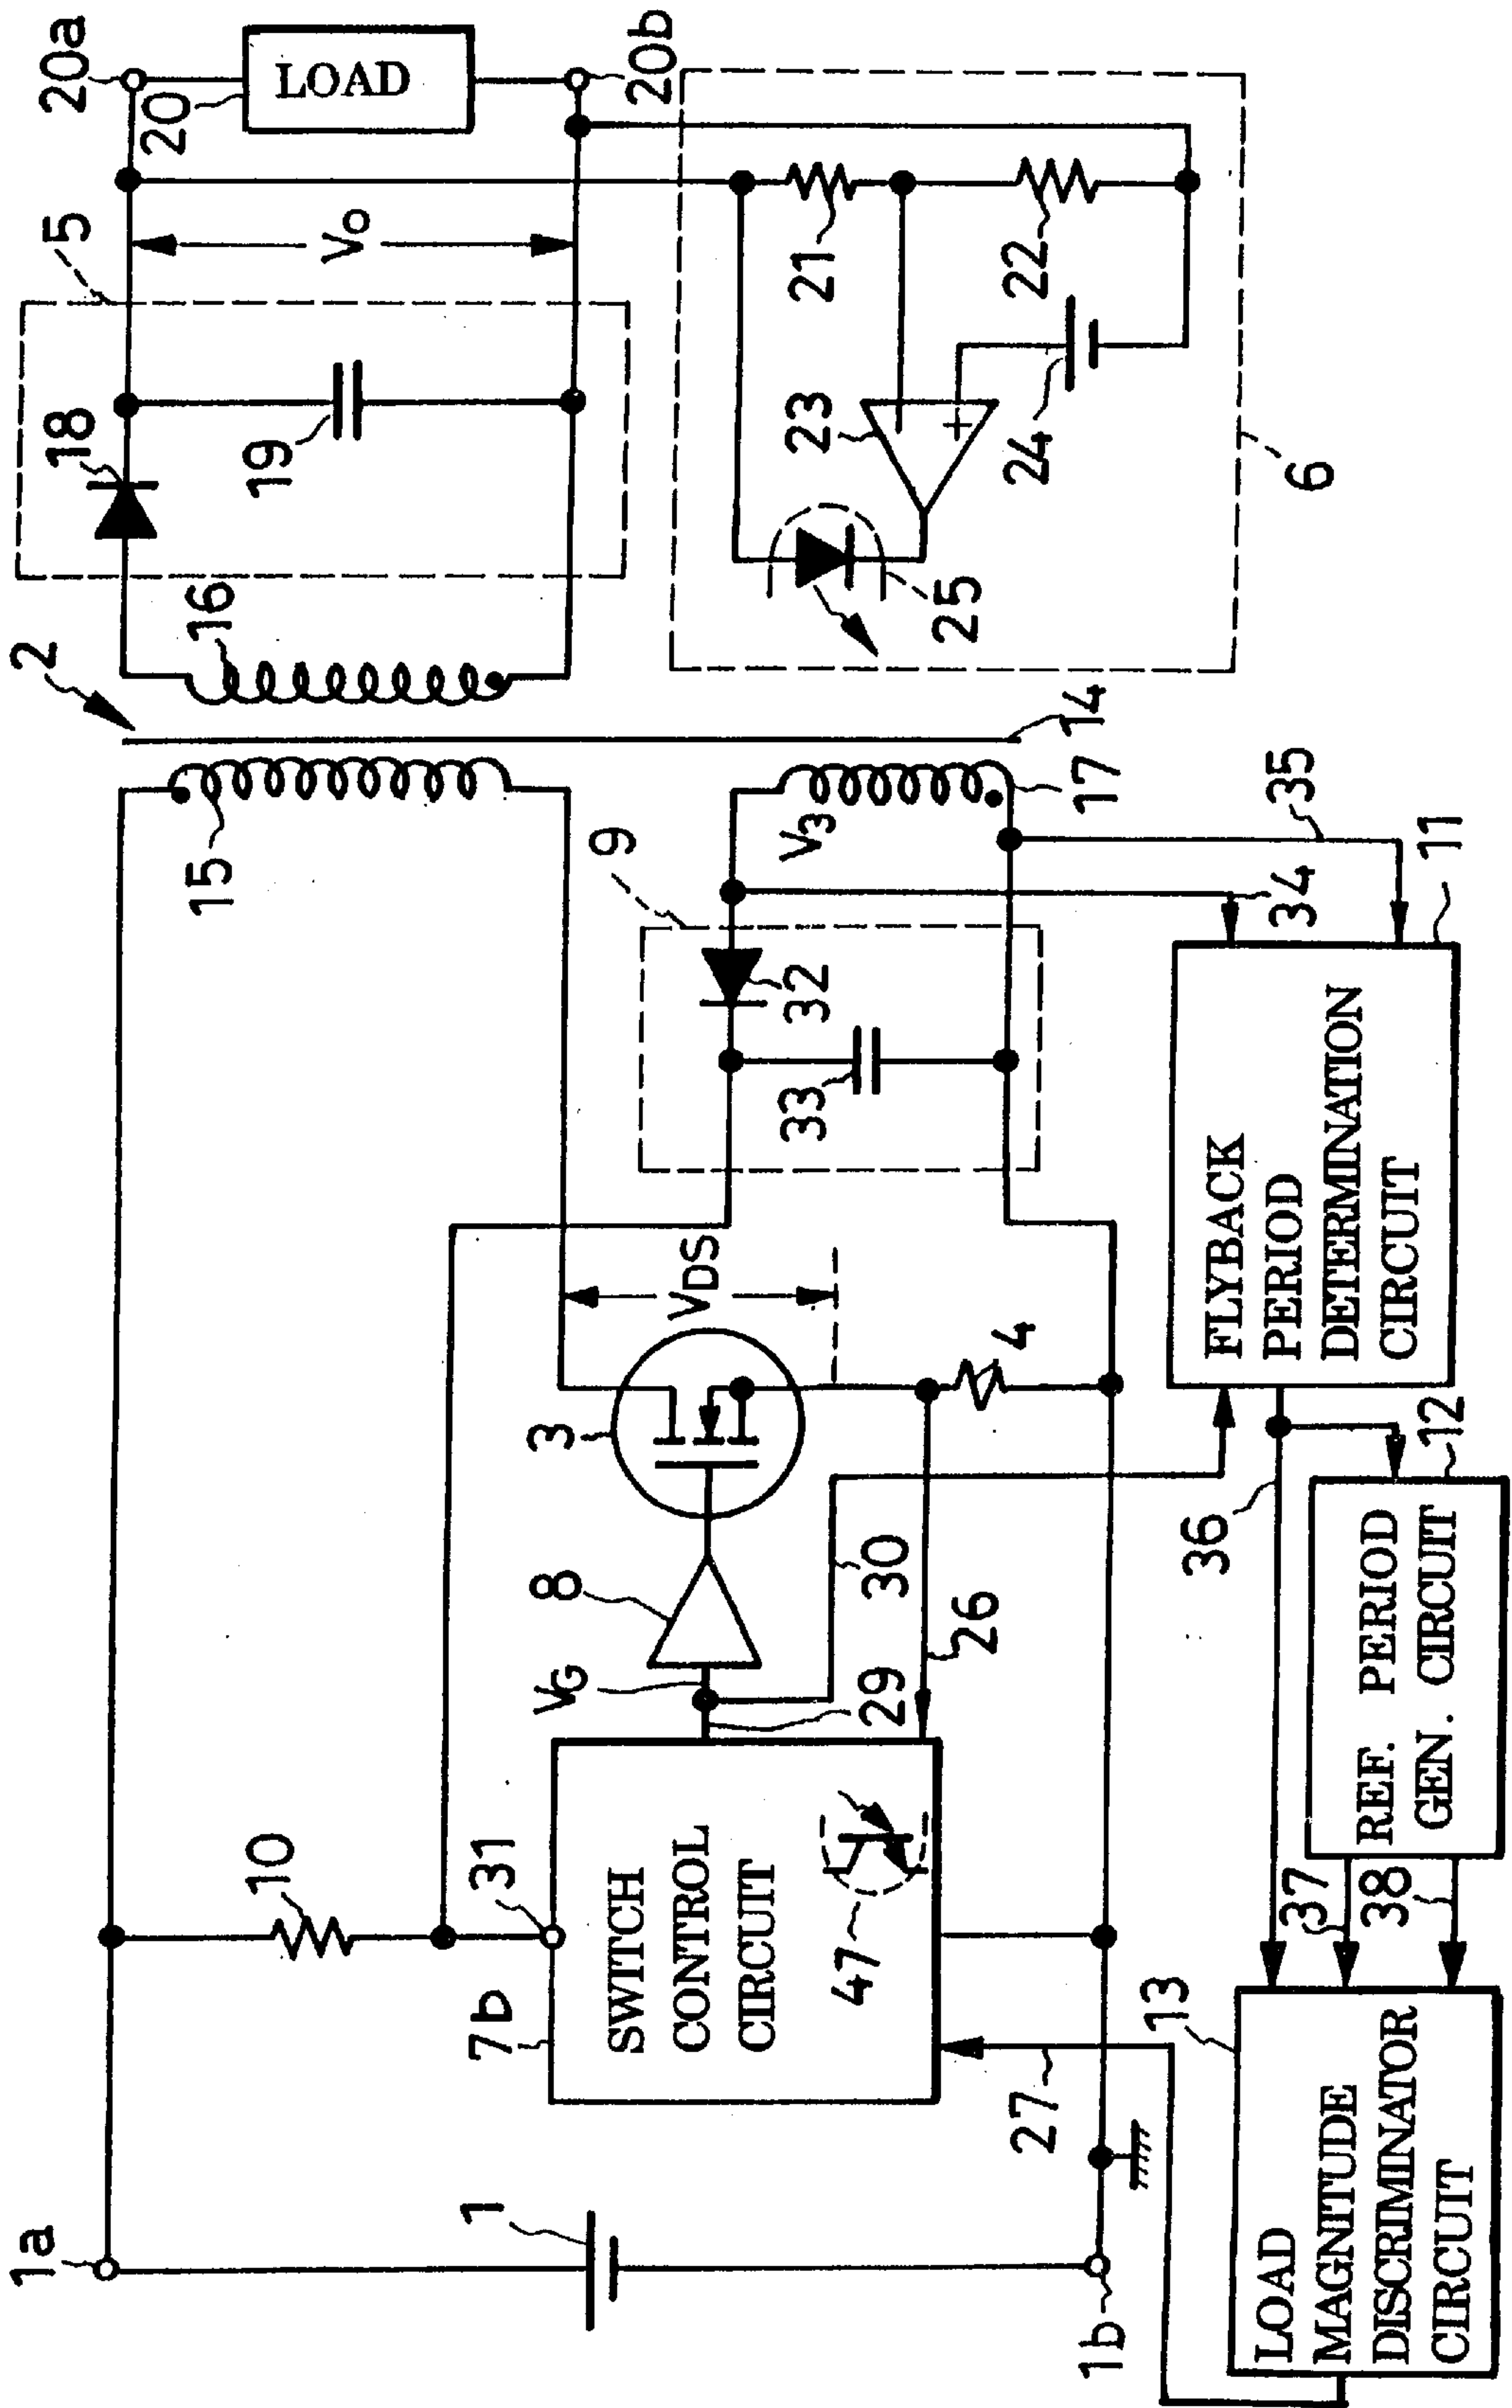 1a
1
1b
10
31
7b
SWITCH
CONTROL
CIRCUIT
47
27
13
LOAD
MAGNITUDE
DISCRIMINATOR
CIRCUIT
37
38
REF. PERIOD
GEN. CIRCUIT
12
36
VG
29
8
30
26
3
VDS
4
FLYBACK
PERIOD
DETERMINATION
CIRCUIT
11
34
35
9
32
33
V3
17
14
15
2
16
18
19
5
VO
20a
20
LOAD
20b
21
22
23
+
24
25
6